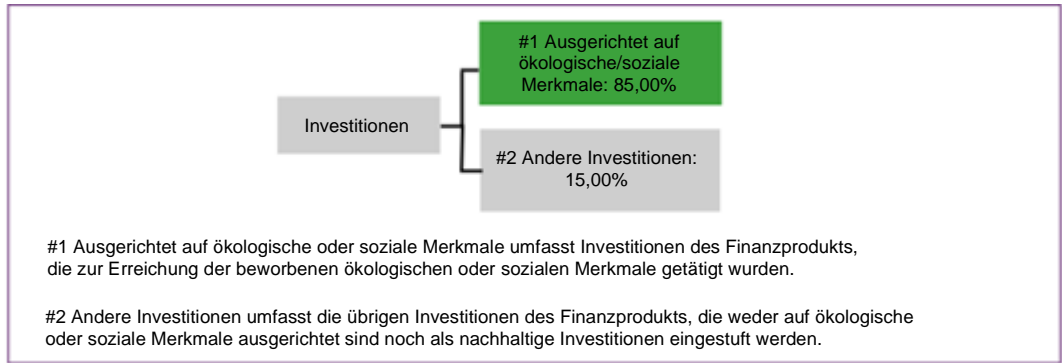 #1 Ausgerichtet auf
ökologische/soziale
Merkmale: 85,00%
Investitionen
#2 Andere Investitionen:
15,00%
#1 Ausgerichtet auf ökologische oder soziale Merkmale umfasst Investitionen des Finanzprodukts,
die zur Erreichung der beworbenen ökologischen oder sozialen Merkmale getätigt wurden.
#2 Andere Investitionen umfasst die übrigen Investitionen des Finanzprodukts, die weder auf ökologische
oder soziale Merkmale ausgerichtet sind noch als nachhaltige Investitionen eingestuft werden.